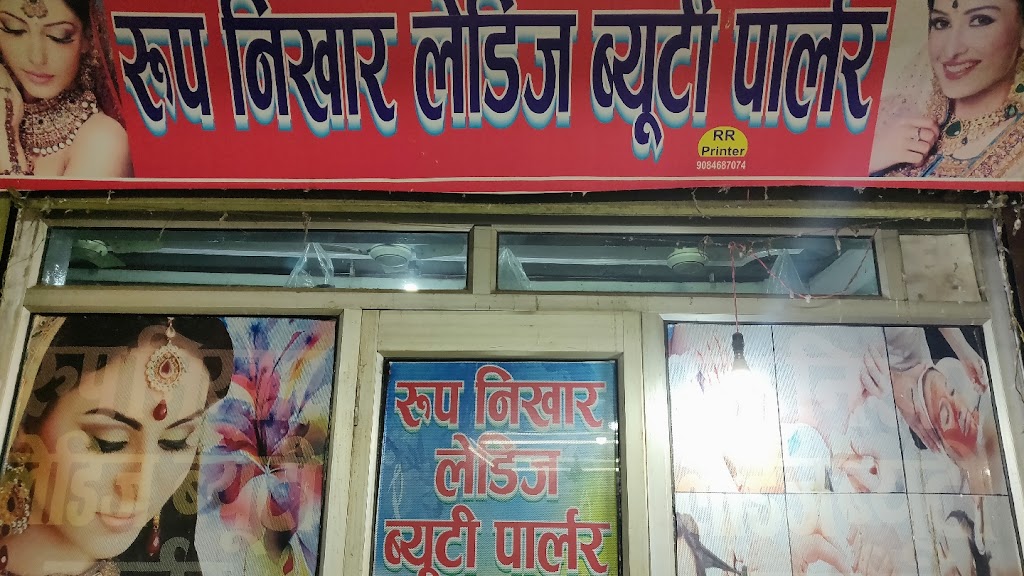 रूप निखार लेडिज ब्यूटी पार्लर
RR
Printer
9084687074
रूप निखार
लेडिज
ब्यूटी पार्लर